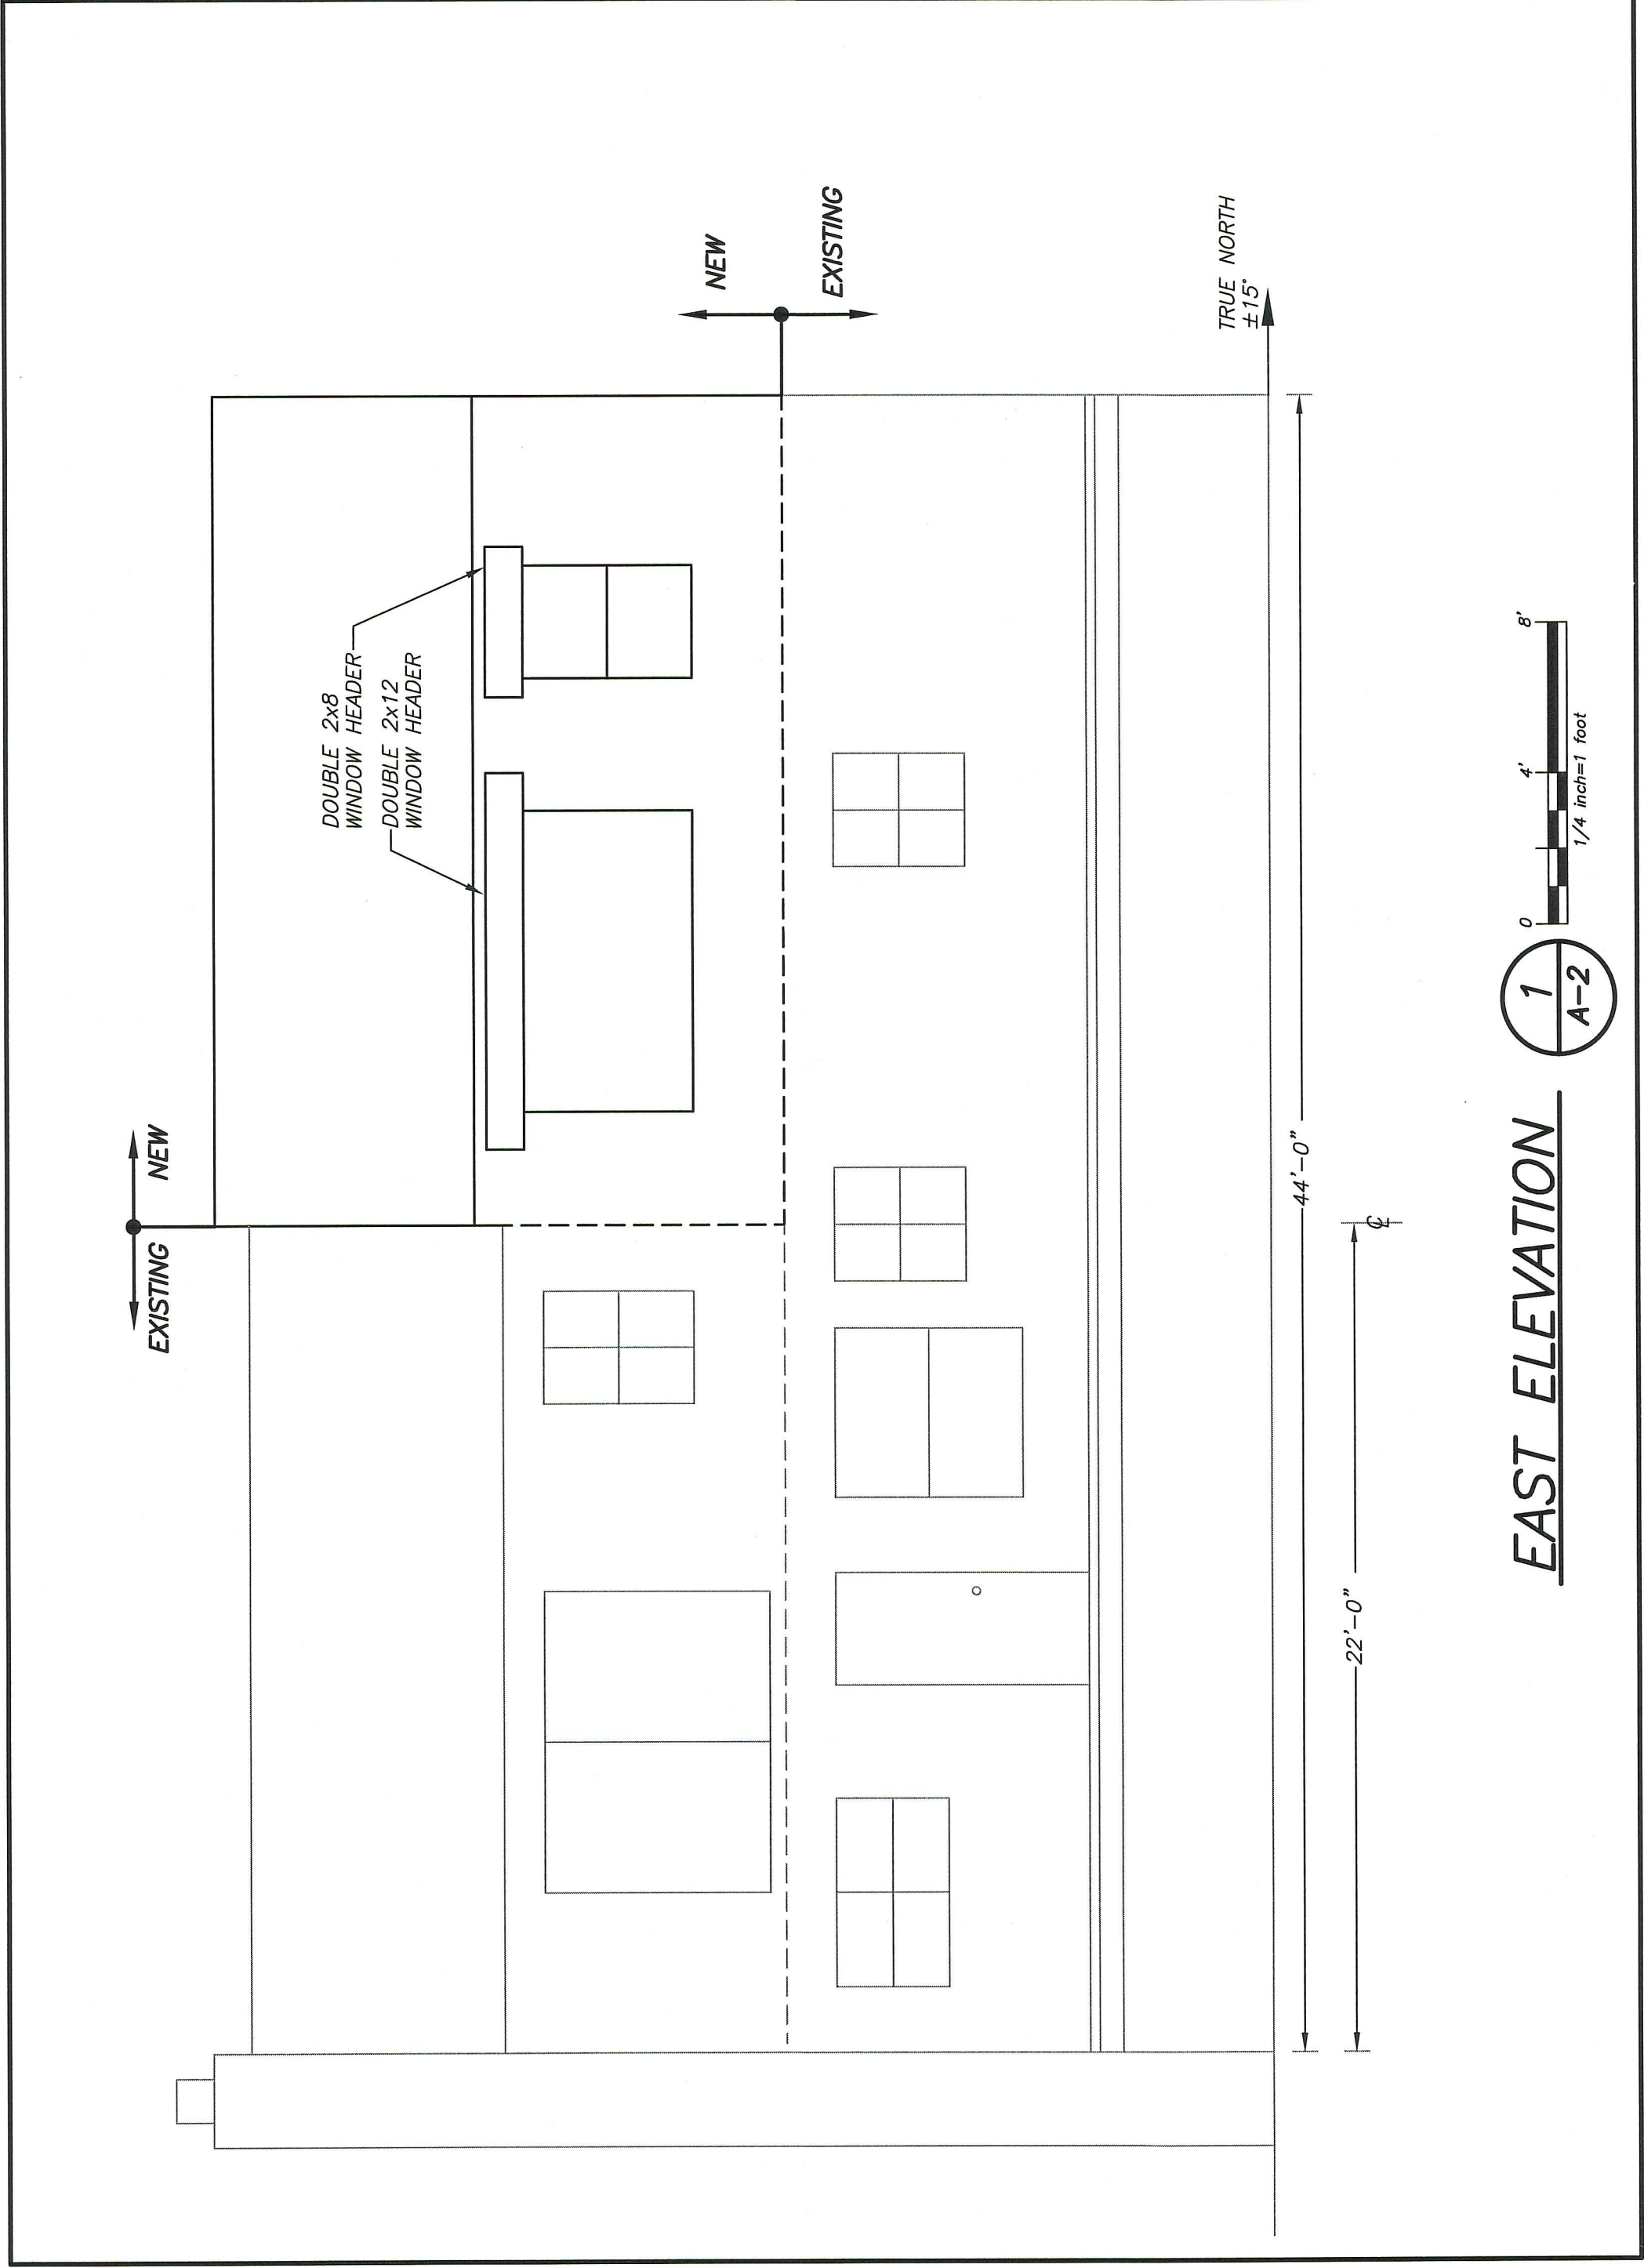 EXISTING
NEW
DOUBLE 2x8
WINDOW HEADER
DOUBLE 2x12
WINDOW HEADER
NEW
EXISTING
TRUE NORTH
±15°
44'-0"
22'-0"
℄
EAST ELEVATION
1
A-2
0
4'
8'
1/4 inch=1 foot